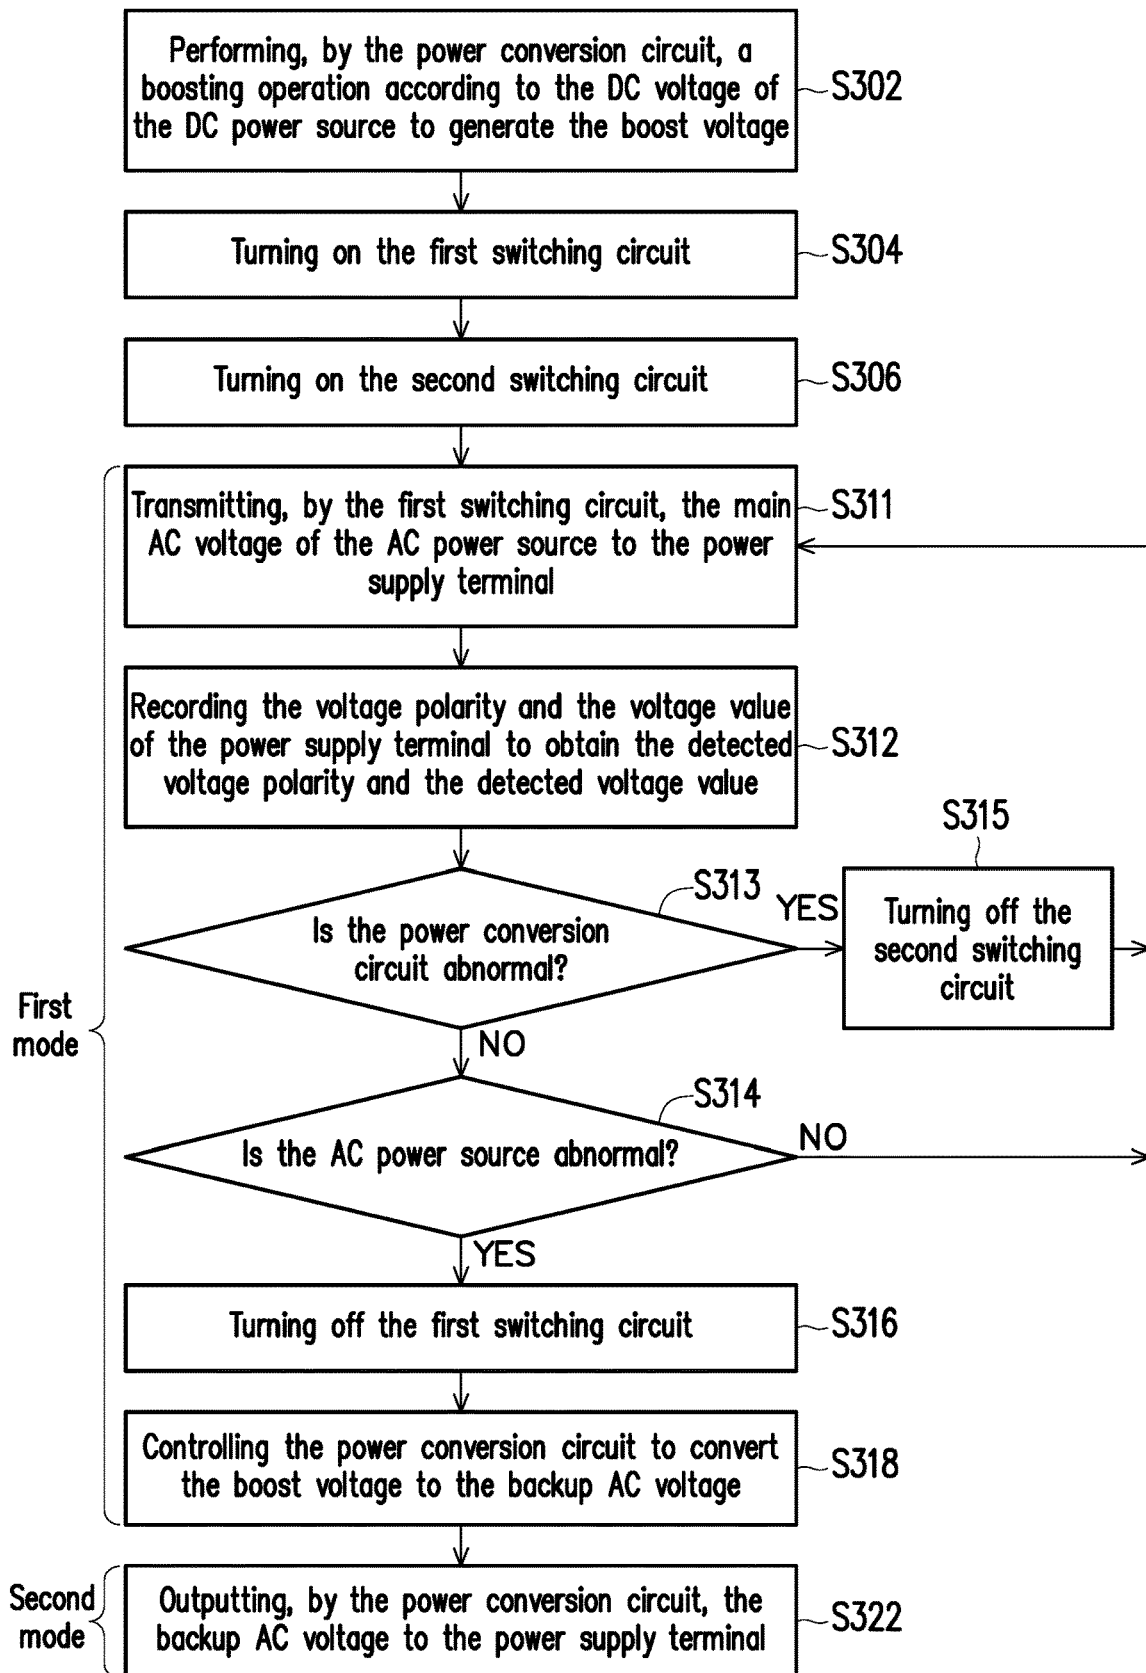 Performing, by the power conversion circuit, a
boosting operation according to the DC voltage of
the DC power source to generate the boost voltage
S302
Turning on the first switching circuit
S304
Turning on the second switching circuit
S306
Transmitting, by the first switching circuit, the main
AC voltage of the AC power source to the power
supply terminal
S311
Recording the voltage polarity and the voltage value
of the power supply terminal to obtain the detected
voltage polarity and the detected voltage value
S312
Is the power conversion
circuit abnormal?
S313
YES
S315
Turning off the
second switching
circuit
NO
First
mode
Is the AC power source abnormal?
S314
NO
YES
Turning off the first switching circuit
S316
Controlling the power conversion circuit to convert
the boost voltage to the backup AC voltage
S318
Second
mode
Outputting, by the power conversion circuit, the
backup AC voltage to the power supply terminal
S322